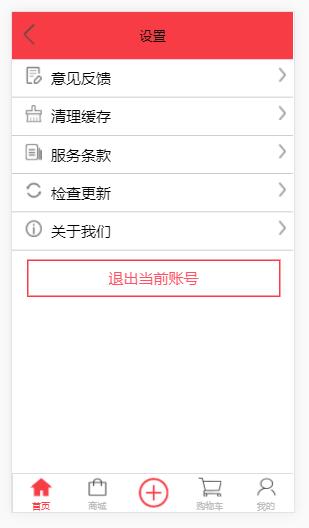 设置
意见反馈
清理缓存
服务条款
检查更新
关于我们
退出当前账号
首页 商城 购物车 我的